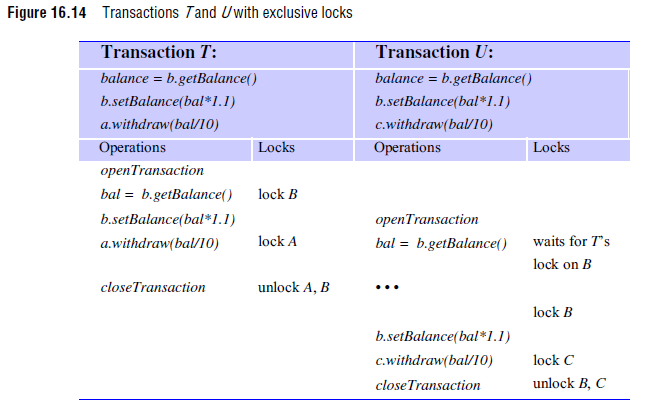 Figure 16.14 Transactions T and U with exclusive locks
Transaction T: Transaction U:
balance = b.getBalance() balance = b.getBalance()
b.setBalance(bal*1.1) b.setBalance(bal*1.1)
a.withdraw(bal/10) c.withdraw(bal/10)
Operations Locks Operations Locks
openTransaction
bal = b.getBalance() lock B
b.setBalance(bal*1.1) openTransaction
a.withdraw(bal/10) lock A bal = b.getBalance() waits for T's
lock on B
closeTransaction unlock A, B •••
lock B
b.setBalance(bal*1.1)
c.withdraw(bal/10) lock C
closeTransaction unlock B, C